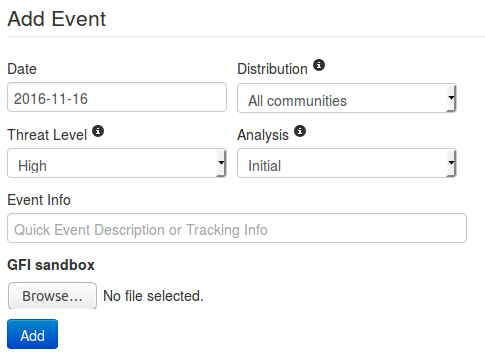 Add Event
Date
Distribution
2016-11-16
All communities
Threat Level
Analysis
High
Initial
Event Info
Quick Event Description or Tracking Info
GFI sandbox
Browse... No file selected.
Add